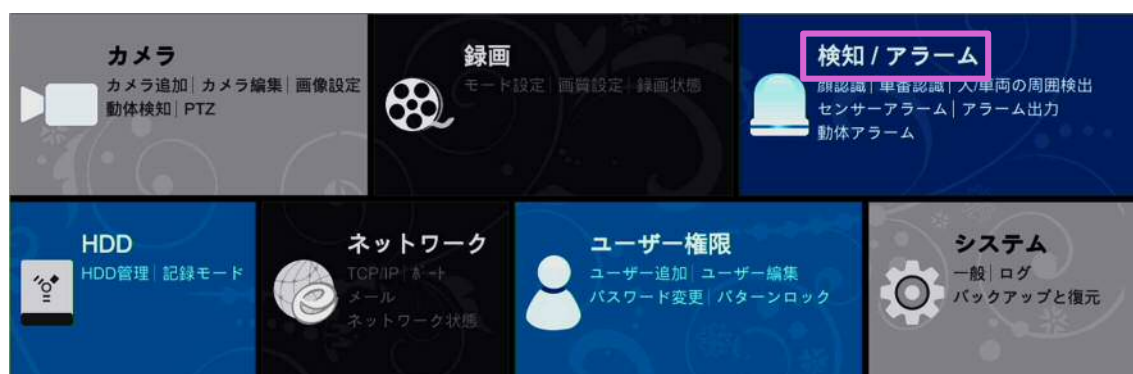 カメラ
カメラ追加│カメラ編集│画像設定
動体検知│PTZ
録画
モード設定│画質設定│録画状態
検知 / アラーム
顔認識│車番認識│人/車両の周囲検出
センサーアラーム│アラーム出力
動体アラーム
HDD
HDD管理│記録モード
ネットワーク
TCP/IP│ポート
メール
ネットワーク状態
ユーザー権限
ユーザー追加│ユーザー編集
パスワード変更│パターンロック
システム
一般│ログ
バックアップと復元